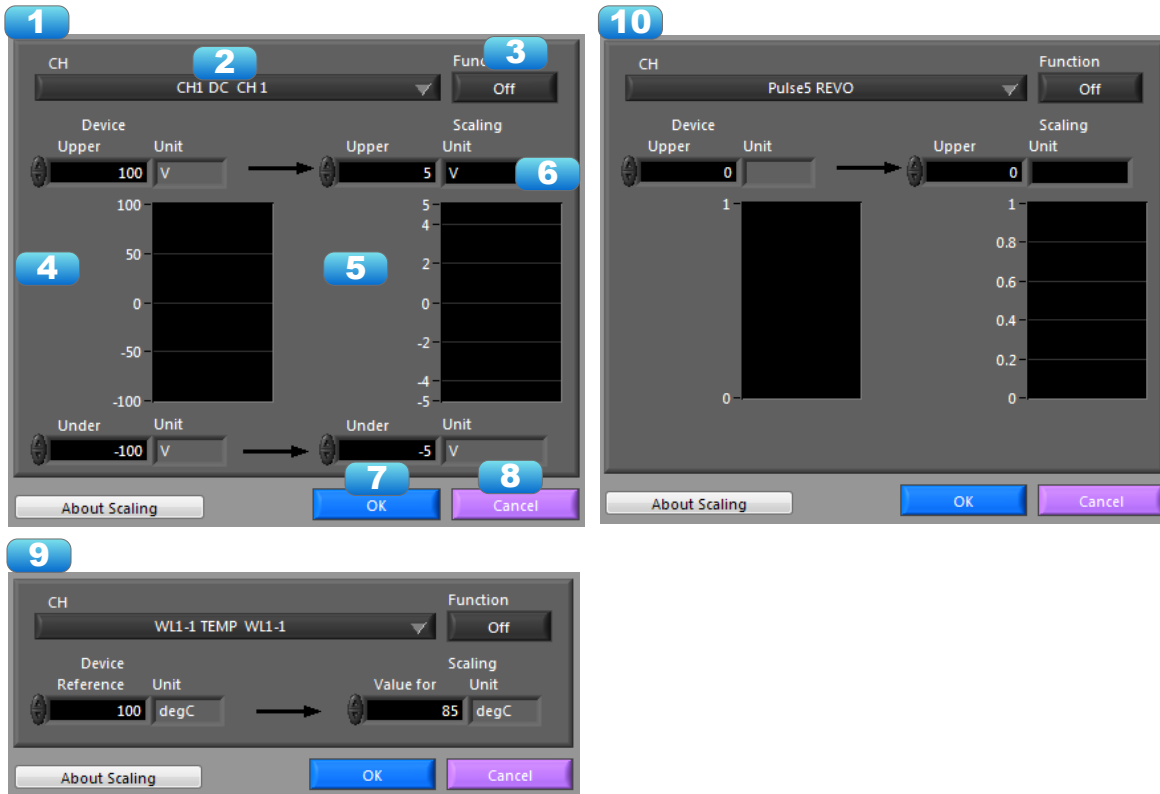 1
CH
2
Func
3
CH1 DC CH 1
Off
Device
Scaling
Upper Unit
Upper Unit
100 V
5 V
6
100
50
0
-50
-100
4
5
4
2
0
-2
-4
-5
5
Under Unit
Under Unit
-100 V
-5 V
7
8
About Scaling
OK
Cancel
10
CH
Function
Pulse5 REVO
Off
Device
Scaling
Upper Unit
Upper Unit
0
0
1
0
1
0.8
0.6
0.4
0.2
0
About Scaling
OK
Cancel
9
CH
Function
WL1-1 TEMP WL1-1
Off
Device
Scaling
Reference Unit
Value for Unit
100 degC
85 degC
About Scaling
OK
Cancel